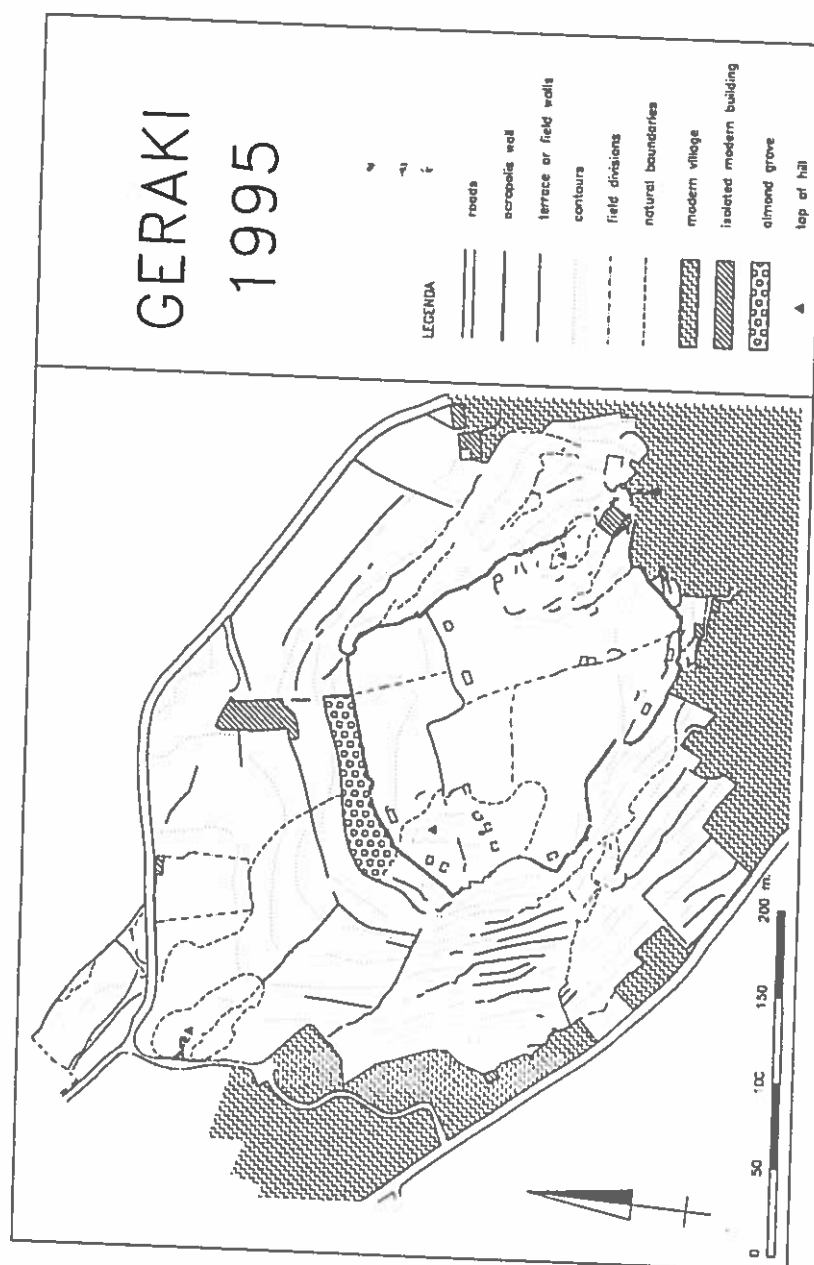 GERAKI
1995
LEGENDA
roads
acropolis wall
terrace or field walls
contours
field divisions
natural boundaries
modern village
isolated modern building
almond grove
top of hill
0 50 100 150 200 m.